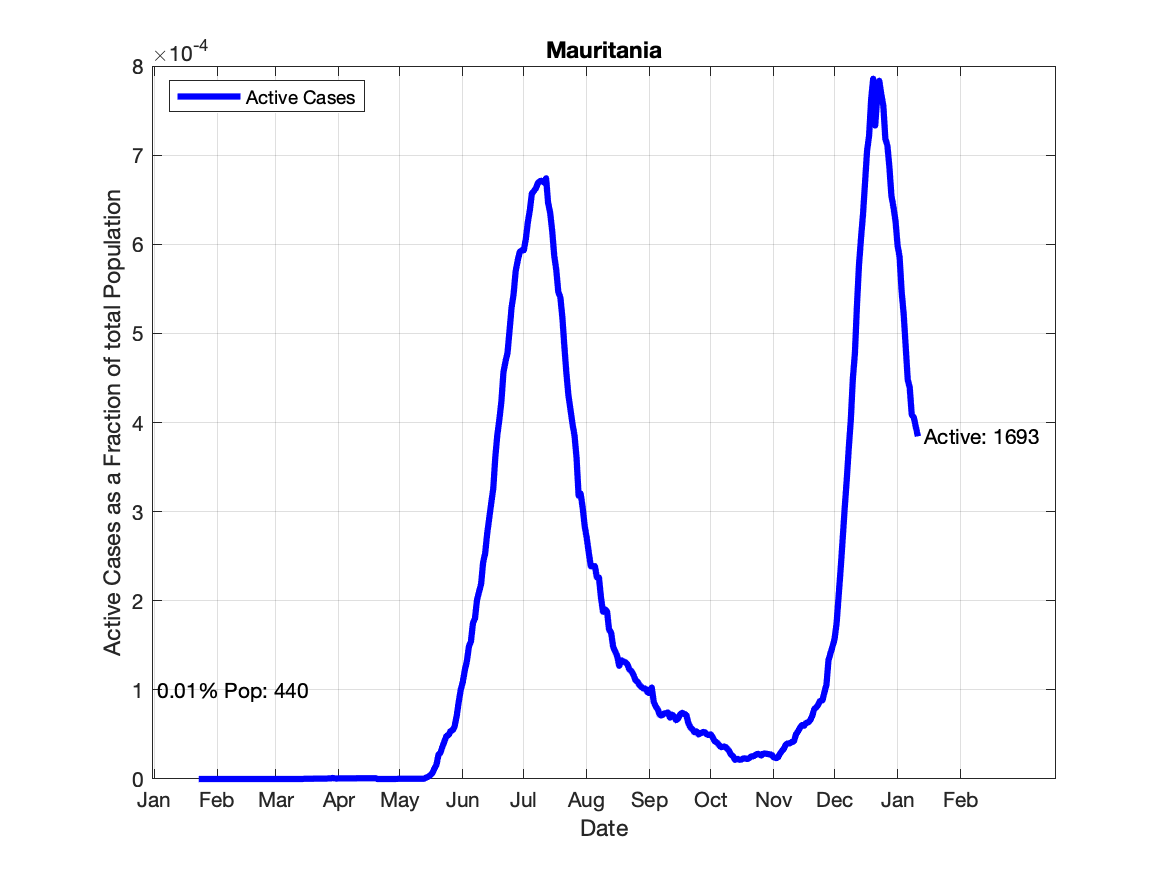 Mauritania
×10-4
Active Cases
8
7
6
5
4
3
2
1
0
Active Cases as a Fraction of total Population
0.01% Pop: 440
Active: 1693
Jan Feb Mar Apr May Jun Jul Aug Sep Oct Nov Dec Jan Feb
Date